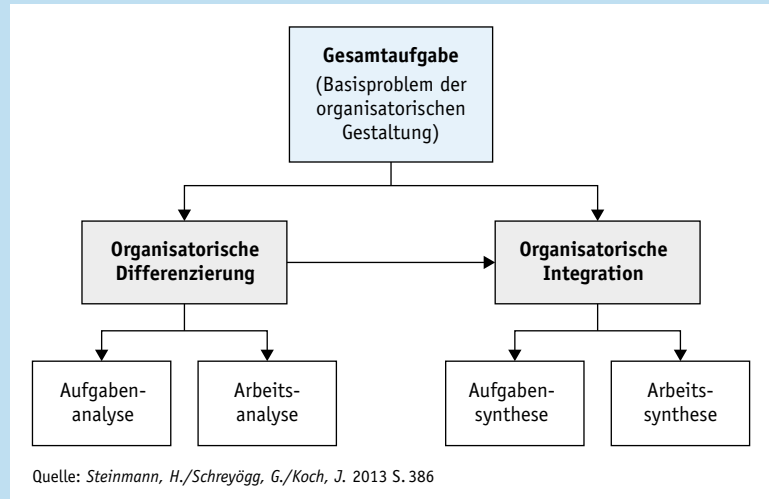 Gesamtaufgabe
(Basisproblem der
organisatorischen
Gestaltung)
Organisatorische
Differenzierung
Organisatorische
Integration
Aufgaben-
analyse
Arbeits-
analyse
Aufgaben-
synthese
Arbeits-
synthese
Quelle: Steinmann, H./Schreyögg, G./Koch, J. 2013 S. 386